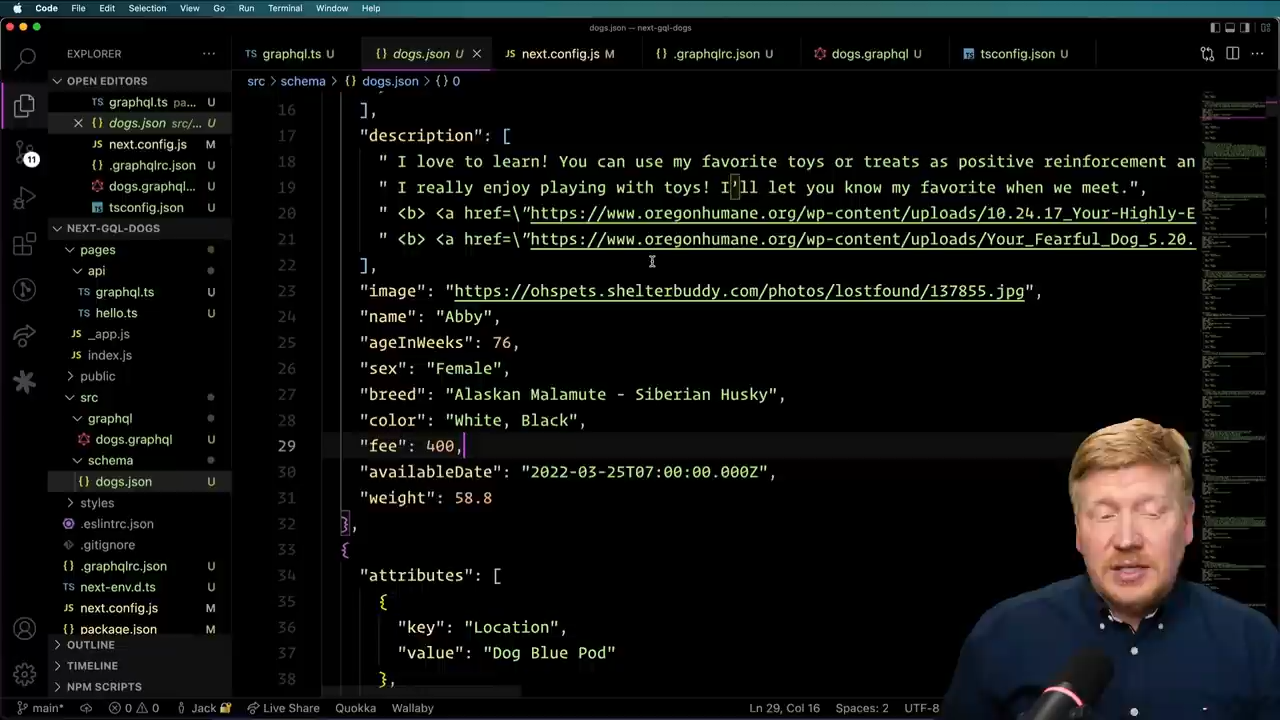 Code File Edit Selection View Go Run Terminal Window Help
dogs.json — next-gql-dogs
EXPLORER
graphql.ts U
{} dogs.json U
next.config.js M
{} .graphqlrc.json U
dogs.graphql U
tsconfig.json U
src > schema > {} dogs.json > {} 0
OPEN EDITORS
graphql.ts pa... U
{} dogs.json src/... U
next.config.js M
{} .graphqlrc.json U
dogs.graphql... U
tsconfig.json U
NEXT-GQL-DOGS
pages
api
graphql.ts U
hello.ts U
_app.js
index.js
public
src
graphql
dogs.graphql U
schema
{} dogs.json U
styles
.eslintrc.json
.gitignore
{} .graphqlrc.json U
next-env.d.ts U
next.config.js M
package.json M
OUTLINE
TIMELINE
NPM SCRIPTS
11
16 ],
17 "description": [
18 " I love to learn! You can use my favorite toys or treats as positive reinforcement an
19 " I really enjoy playing with toys! I'll let you know my favorite when we meet.",
20 " <b> <a href=\"https://www.oregonhumane.org/wp-content/uploads/10.24.17_Your-Highly-E
21 " <b> <a href=\"https://www.oregonhumane.org/wp-content/uploads/Your_Fearful_Dog_5.20.
22 ],
23 "image": "https://onspets.shelterbuddy.com/photos/lostfound/137855.jpg",
24 "name": "Abby",
25 "ageInWeeks": 76,
26 "sex": "Female",
27 "breed": "Alaskan Malamute - Siberian Husky",
28 "color": "White, Black",
29 "fee": 400,
30 "availableDate": "2022-03-25T07:00:00.000Z",
31 "weight": 58.8
32 },
33 {
34 "attributes": [
35 {
36 "key": "Location",
37 "value": "Dog Blue Pod"
38 },
main* 0 0 Jack Live Share Quokka Wallaby Ln 29, Col 16 Spaces: 2 UTF-8